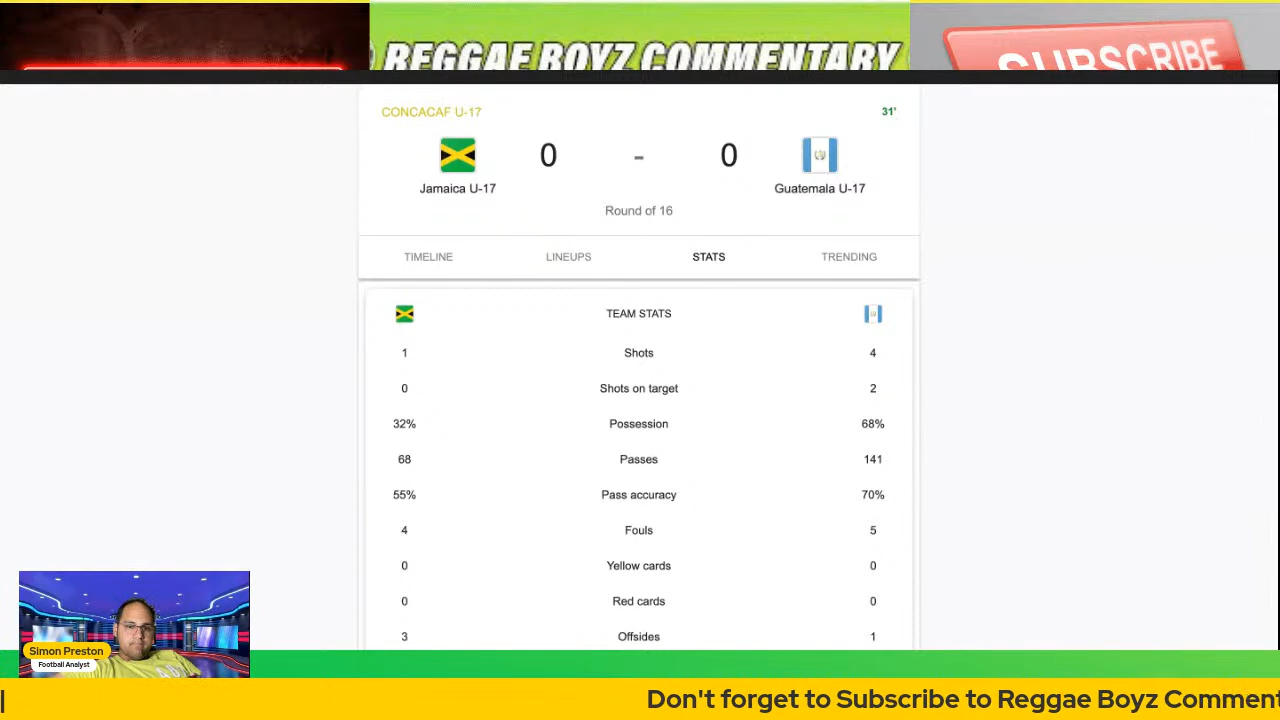 REGGAE BOYZ COMMENTARY
SUBSCRIBE
CONCACAF U-17
31'
0 - 0
Jamaica U-17
Guatemala U-17
Round of 16
TIMELINE LINEUPS STATS TRENDING
TEAM STATS
1 Shots 4
0 Shots on target 2
32% Possession 68%
68 Passes 141
55% Pass accuracy 70%
4 Fouls 5
0 Yellow cards 0
0 Red cards 0
3 Offsides 1
Simon Preston
Football Analyst
| Don't forget to Subscribe to Reggae Boyz Comment